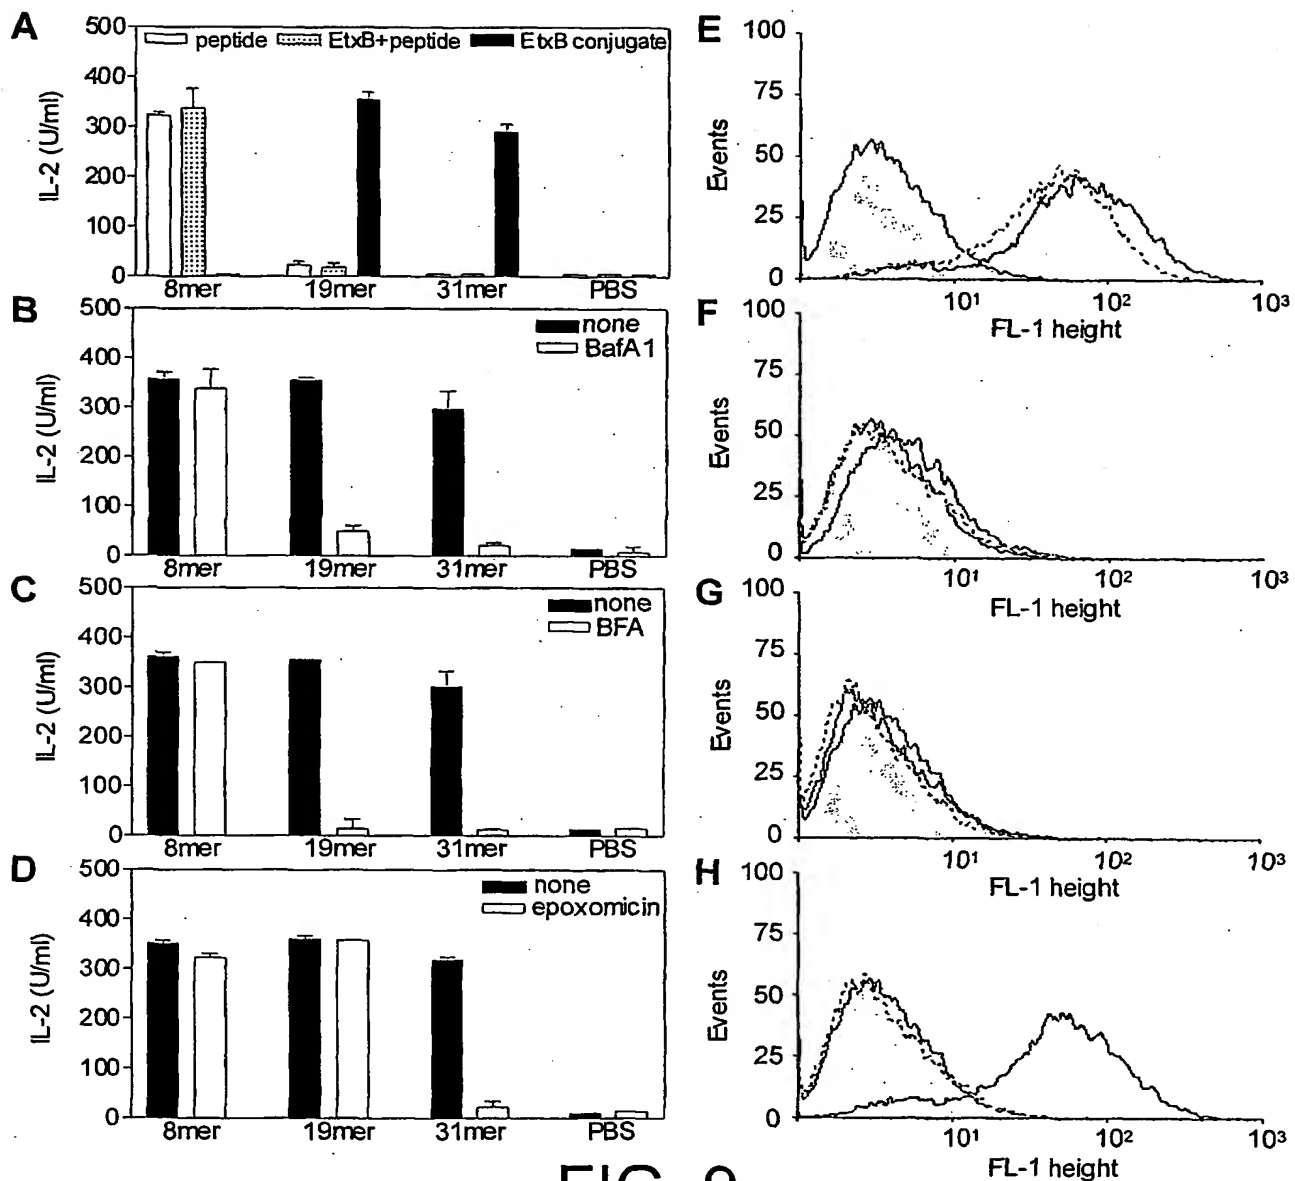 A
500
400
300
200
100
0
IL-2 (U/ml)
peptide EtxB+peptide EtxB conjugate
8mer 19mer 31mer PBS
B
500
400
300
200
100
0
IL-2 (U/ml)
none
BafA1
8mer 19mer 31mer PBS
C
500
400
300
200
100
0
IL-2 (U/ml)
none
BFA
8mer 19mer 31mer PBS
D
500
400
300
200
100
0
IL-2 (U/ml)
none
epoxomicin
8mer 19mer 31mer PBS
E
100
75
50
25
0
Events
10¹ 10² 10³
FL-1 height
F
100
75
50
25
0
Events
10¹ 10² 10³
FL-1 height
G
100
75
50
25
0
Events
10¹ 10² 10³
FL-1 height
H
100
75
50
25
0
Events
10¹ 10² 10³
FL-1 height